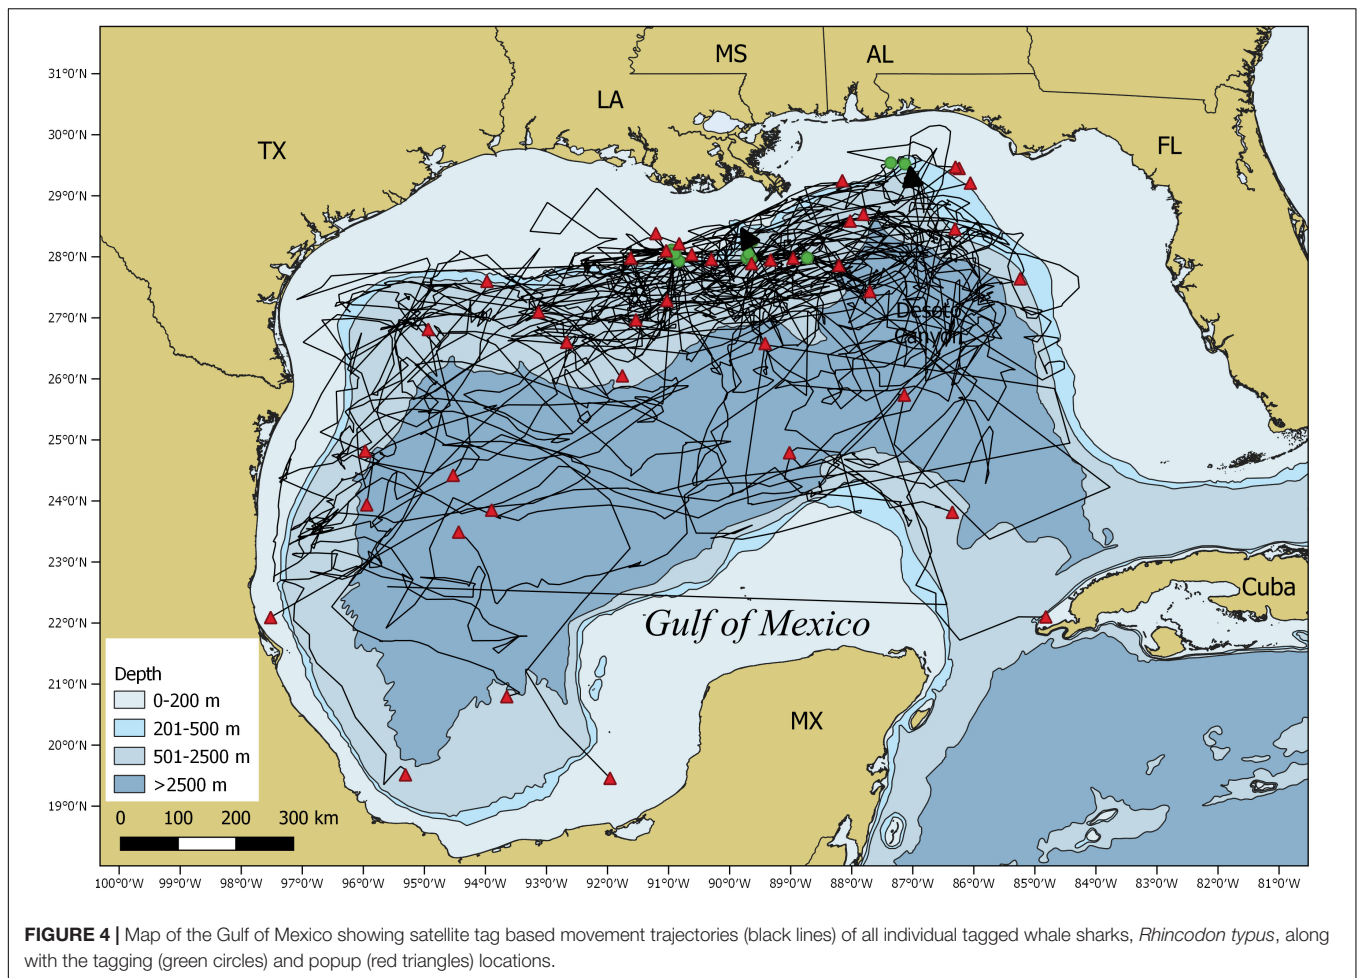 MS
AL
LA
TX
FL
Desoto
Canyon
Gulf of Mexico
Cuba
MX
31°0'N
30°0'N
29°0'N
28°0'N
27°0'N
26°0'N
25°0'N
24°0'N
23°0'N
22°0'N
21°0'N
20°0'N
19°0'N
Depth
0-200 m
201-500 m
501-2500 m
>2500 m
0 100 200 300 km
100°0'W 99°0'W 98°0'W 97°0'W 96°0'W 95°0'W 94°0'W 93°0'W 92°0'W 91°0'W 90°0'W 89°0'W 88°0'W 87°0'W 86°0'W 85°0'W 84°0'W 83°0'W 82°0'W 81°0'W
FIGURE 4 | Map of the Gulf of Mexico showing satellite tag based movement trajectories (black lines) of all individual tagged whale sharks, Rhincodon typus, along
with the tagging (green circles) and popup (red triangles) locations.